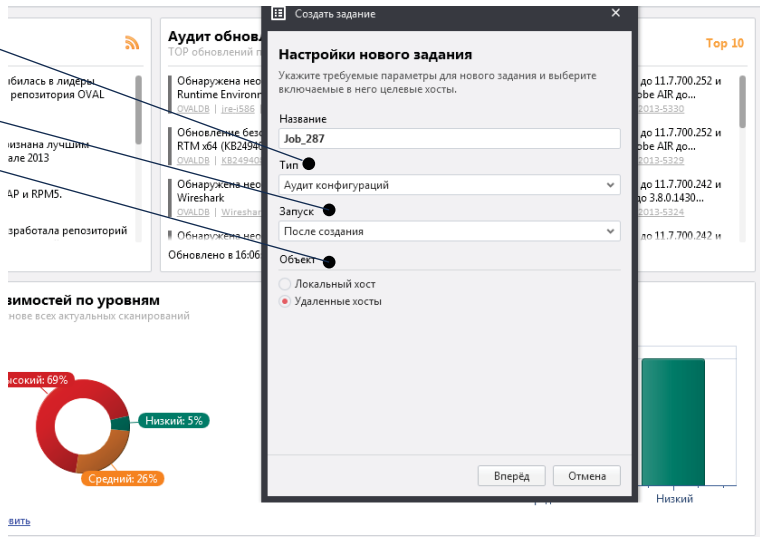 Создать задание
Настройки нового задания
Укажите требуемые параметры для нового задания и выберите
включаемые в него целевые хосты.
Название
Job_287
Тип
Аудит конфигураций
Запуск
После создания
Объект
Локальный хост
Удаленные хосты
Вперёд
Отмена
билась в лидеры
репозитория OVAL
признана лучшим
але 2013
AP и RPM5.
зработала репозиторий
Аудит обновл
TOP обновлений п
Обнаружена нео
Runtime Environm
OVALDB | jre-i586 |
Обновление безо
RTM x64 (KB24940
OVALDB | KB249408
Обнаружена нео
Wireshark
OVALDB | Wireshar
Обнаружена нео
Обновлено в 16:06:
Top 10
до 11.7.700.252 и
obe AIR до...
2013-5330
до 11.7.700.252 и
obe AIR до...
2013-5329
до 11.7.700.242 и
до 3.8.0.1430...
2013-5324
до 11.7.700.242 и
зимостей по уровням
нове всех актуальных сканирований
ысокий: 69%
Низкий: 5%
Средний: 26%
вить
Низкий